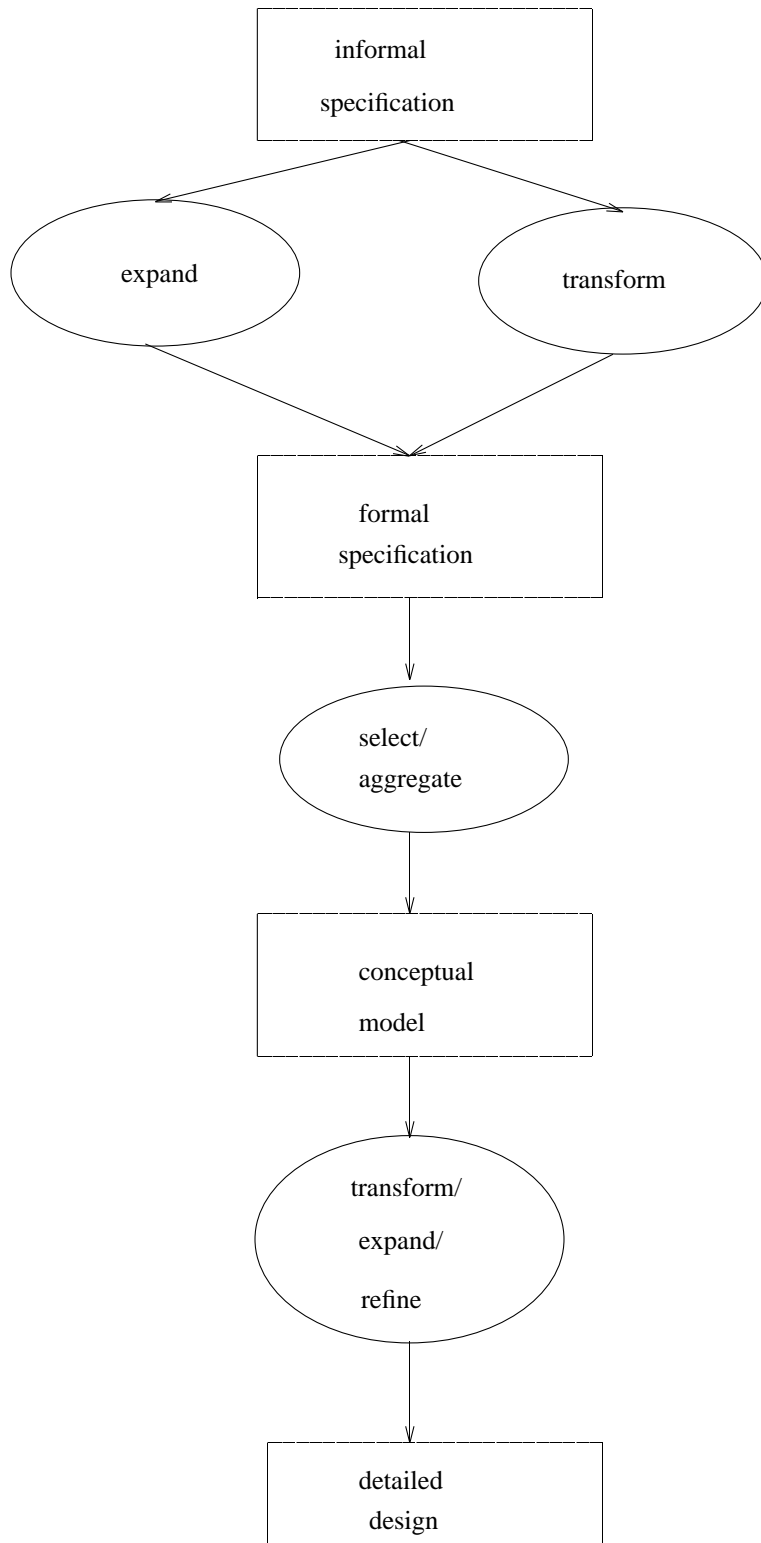 informal
specification
expand
transform
formal
specification
select/
aggregate
conceptual
model
transform/
expand/
refine
detailed
design